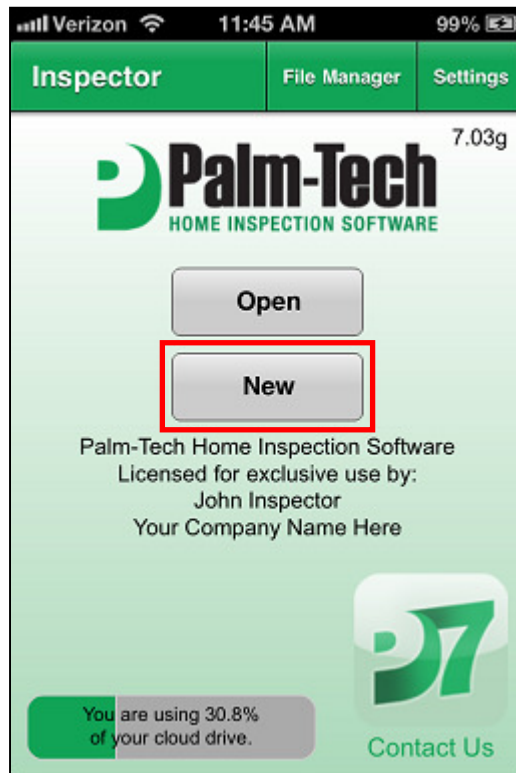 Verizon 11:45 AM 99%
Inspector File Manager Settings
7.03g
Palm-Tech
HOME INSPECTION SOFTWARE
Open
New
Palm-Tech Home Inspection Software
Licensed for exclusive use by:
John Inspector
Your Company Name Here
P7
You are using 30.8%
of your cloud drive.
Contact Us